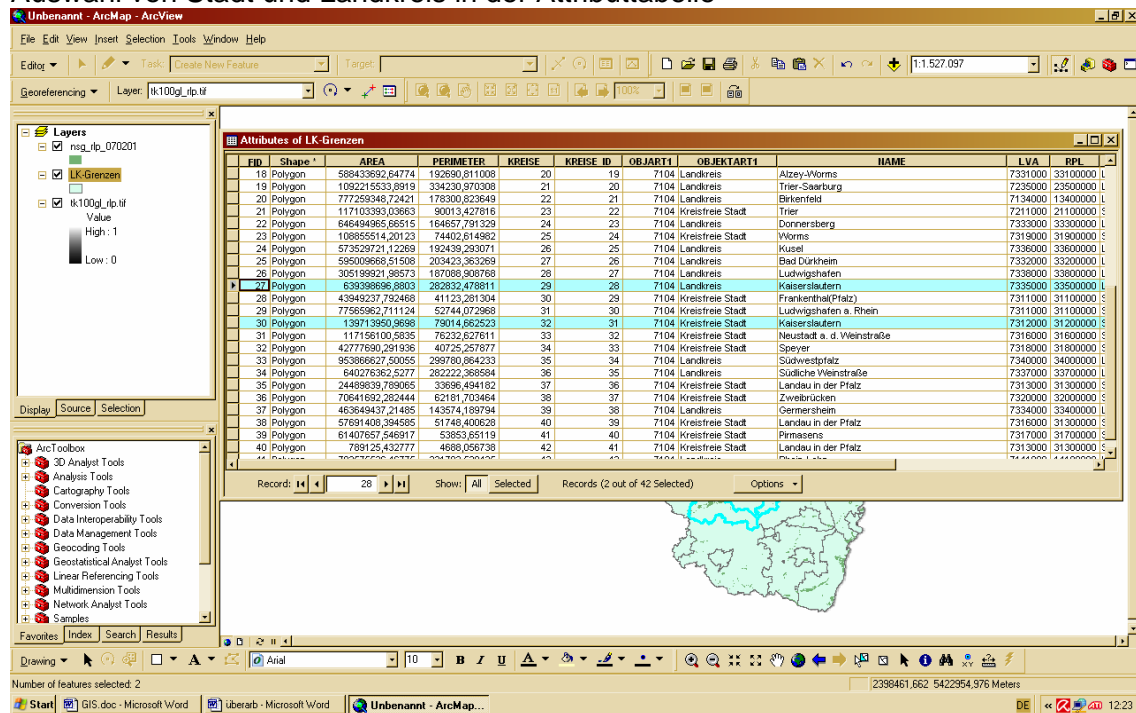 Auswahl von Stadt und Landkreis in der Attributtabelle
Unbenannt - ArcMap - ArcView
File Edit View Insert Selection Tools Window Help
Editor Task: Create New Feature Target: 1:1.527.097
Georeferencing Layer: tk100gl_rlp.tif 100%
Layers
nsg_rlp_070201
LK-Grenzen
tk100gl_rlp.tif
Value
High : 1
Low : 0
Display Source Selection
Attributes of LK-Grenzen
FID Shape * AREA PERIMETER KREISE KREISE ID OBJART1 OBJEKTART1 NAME LVA RPL
18 Polygon 588433692,64774 192690,811008 20 19 7104 Landkreis Alzey-Worms 7331000 33100000 L
19 Polygon 1092215533,8919 334230,970308 21 20 7104 Landkreis Trier-Saarburg 7235000 23500000 L
20 Polygon 777259348,72421 178300,823649 22 21 7104 Landkreis Birkenfeld 7134000 13400000 L
21 Polygon 117103393,03663 90013,427816 23 22 7104 Kreisfreie Stadt Trier 7211000 21100000 S
22 Polygon 646494965,66515 164657,791329 24 23 7104 Landkreis Donnersberg 7333000 33300000 L
23 Polygon 108855514,20123 74402,614982 25 24 7104 Kreisfreie Stadt Worms 7319000 31900000 S
24 Polygon 573529721,12269 192439,293071 26 25 7104 Landkreis Kusel 7336000 33600000 L
25 Polygon 595009668,51508 203423,363269 27 26 7104 Landkreis Bad Dürkheim 7332000 33200000 L
26 Polygon 305199921,98573 187088,908768 28 27 7104 Landkreis Ludwigshafen 7338000 33800000 L
27 Polygon 639398696,8803 282832,478811 29 28 7104 Landkreis Kaiserslautern 7335000 33500000 L
28 Polygon 43949237,792468 41123,281304 30 29 7104 Kreisfreie Stadt Frankenthal(Pfalz) 7311000 31100000 S
29 Polygon 77565962,711124 52744,072968 31 30 7104 Kreisfreie Stadt Ludwigshafen a. Rhein 7311000 31100000 S
30 Polygon 139713950,9698 79014,662523 32 31 7104 Kreisfreie Stadt Kaiserslautern 7312000 31200000 S
31 Polygon 117156100,5835 76232,627611 33 32 7104 Kreisfreie Stadt Neustadt a. d. Weinstraße 7316000 31600000 S
32 Polygon 42777690,291936 40725,257877 34 33 7104 Kreisfreie Stadt Speyer 7318000 31800000 S
33 Polygon 953866627,50055 299780,864233 35 34 7104 Landkreis Südwestpfalz 7340000 34000000 L
34 Polygon 640276362,5277 282222,368584 36 35 7104 Landkreis Südliche Weinstraße 7337000 33700000 L
35 Polygon 24489839,789065 33696,494182 37 36 7104 Kreisfreie Stadt Landau in der Pfalz 7313000 31300000 S
36 Polygon 70641692,282444 62181,703464 38 37 7104 Kreisfreie Stadt Zweibrücken 7320000 32000000 S
37 Polygon 463649437,21485 143574,189794 39 38 7104 Landkreis Germersheim 7334000 33400000 L
38 Polygon 57691408,394585 51748,400628 40 39 7104 Kreisfreie Stadt Landau in der Pfalz 7316000 31300000 S
39 Polygon 61407657,546917 53853,65119 41 40 7104 Kreisfreie Stadt Pirmasens 7317000 31700000 S
40 Polygon 789125,432777 4688,056738 42 41 7104 Kreisfreie Stadt Landau in der Pfalz 7313000 31300000 S
Record: 28 Show: All Selected Records (2 out of 42 Selected) Options
ArcToolbox
3D Analyst Tools
Analysis Tools
Cartography Tools
Conversion Tools
Data Interoperability Tools
Data Management Tools
Geocoding Tools
Geostatistical Analyst Tools
Linear Referencing Tools
Multidimension Tools
Network Analyst Tools
Samples
Favorites Index Search Results
Drawing A Arial 10 B I U A
Number of features selected: 2 2398461,662 5422954,976 Meters
Start GIS.doc - Microsoft Word überarb - Microsoft Word Unbenannt - ArcMap... DE 12:23